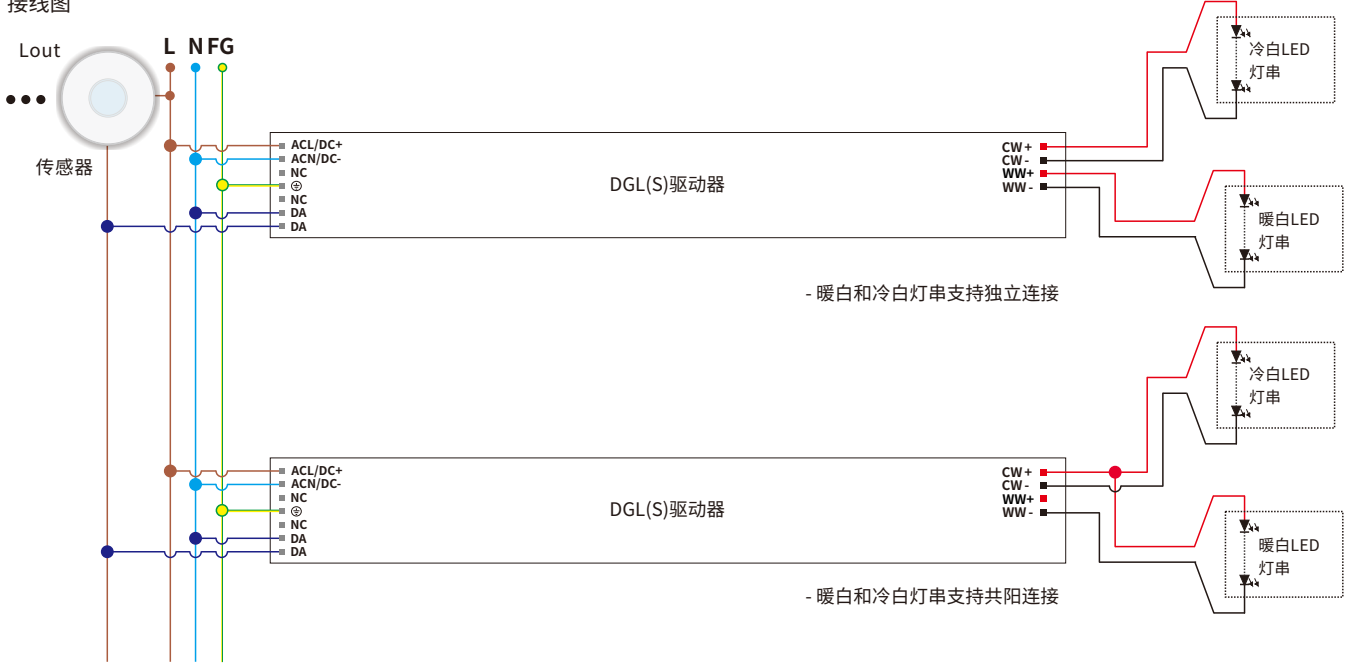 接线图
Lout
L N FG
传感器
ACL/DC+
ACN/DC-
NC
NC
DA
DA
DGL(S)驱动器
CW+
CW-
WW+
WW-
冷白LED
灯串
暖白LED
灯串
- 暖白和冷白灯串支持独立连接
ACL/DC+
ACN/DC-
NC
NC
DA
DA
DGL(S)驱动器
CW+
CW-
WW+
WW-
冷白LED
灯串
暖白LED
灯串
- 暖白和冷白灯串支持共阳连接